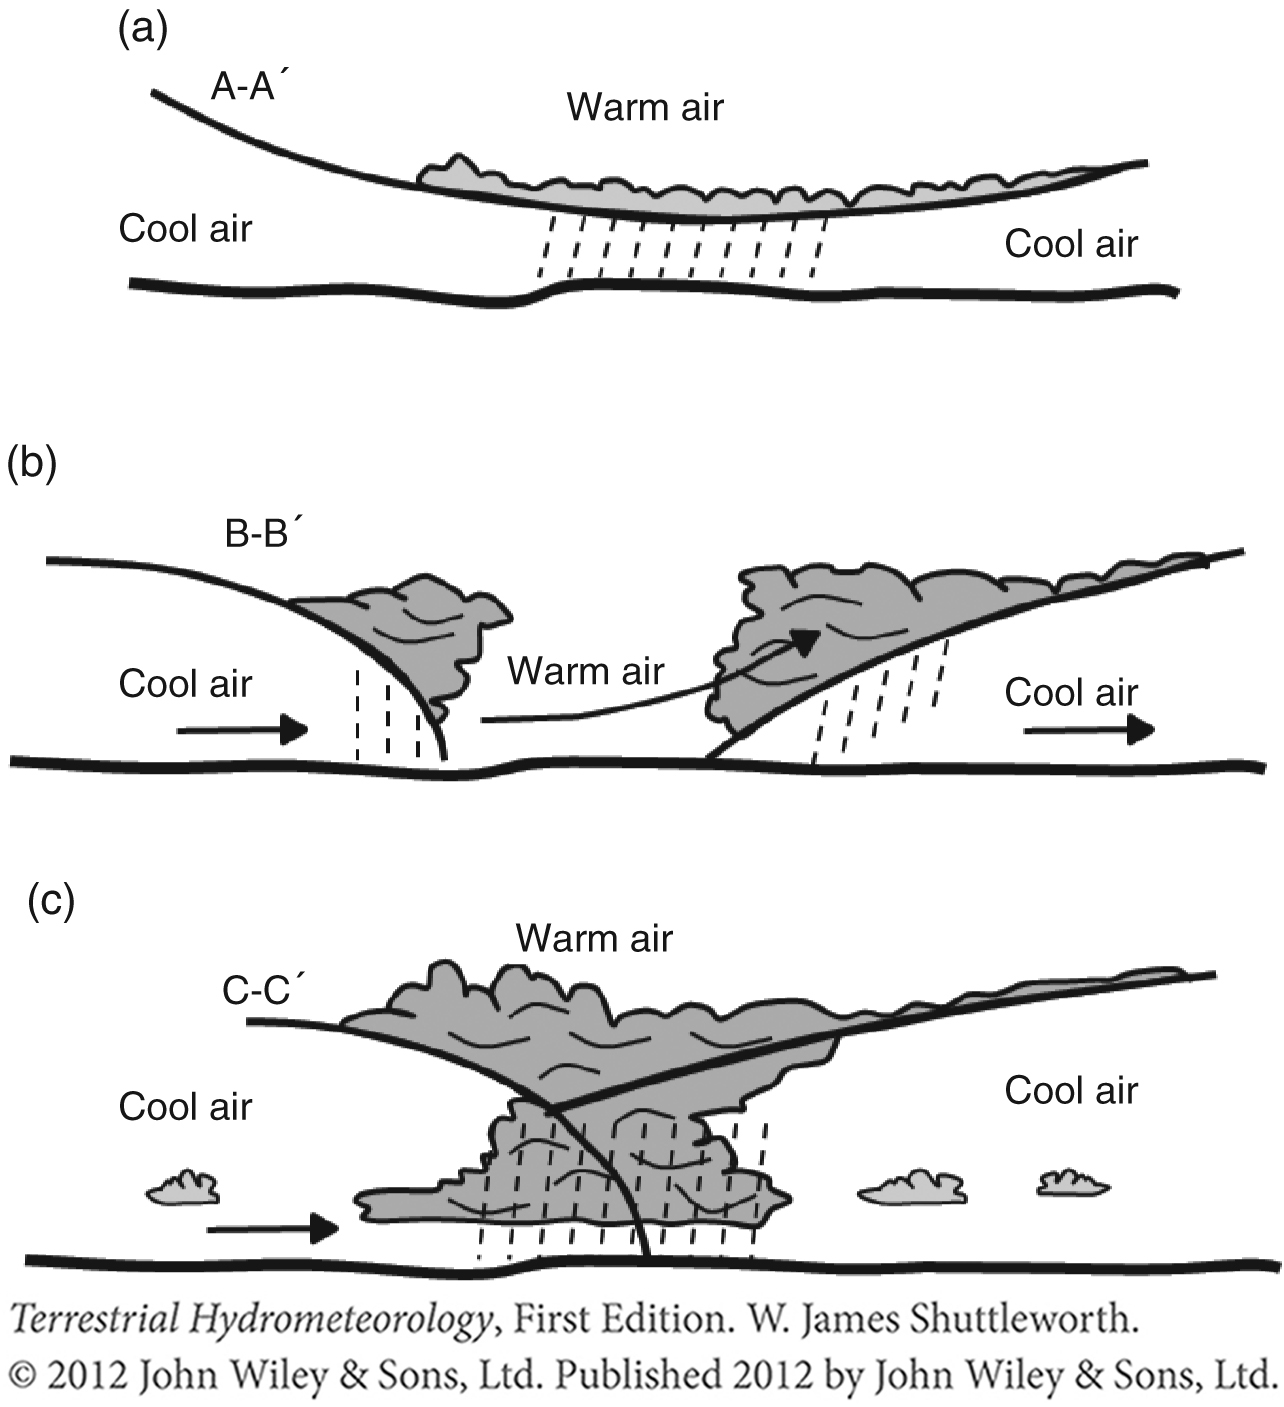 (a)
A-A´
Warm air
Cool air
Cool air
(b)
B-B´
Cool air
Warm air
Cool air
(c)
Warm air
C-C´
Cool air
Cool air
Terrestrial Hydrometeorology, First Edition. W. James Shuttleworth.
© 2012 John Wiley & Sons, Ltd. Published 2012 by John Wiley & Sons, Ltd.